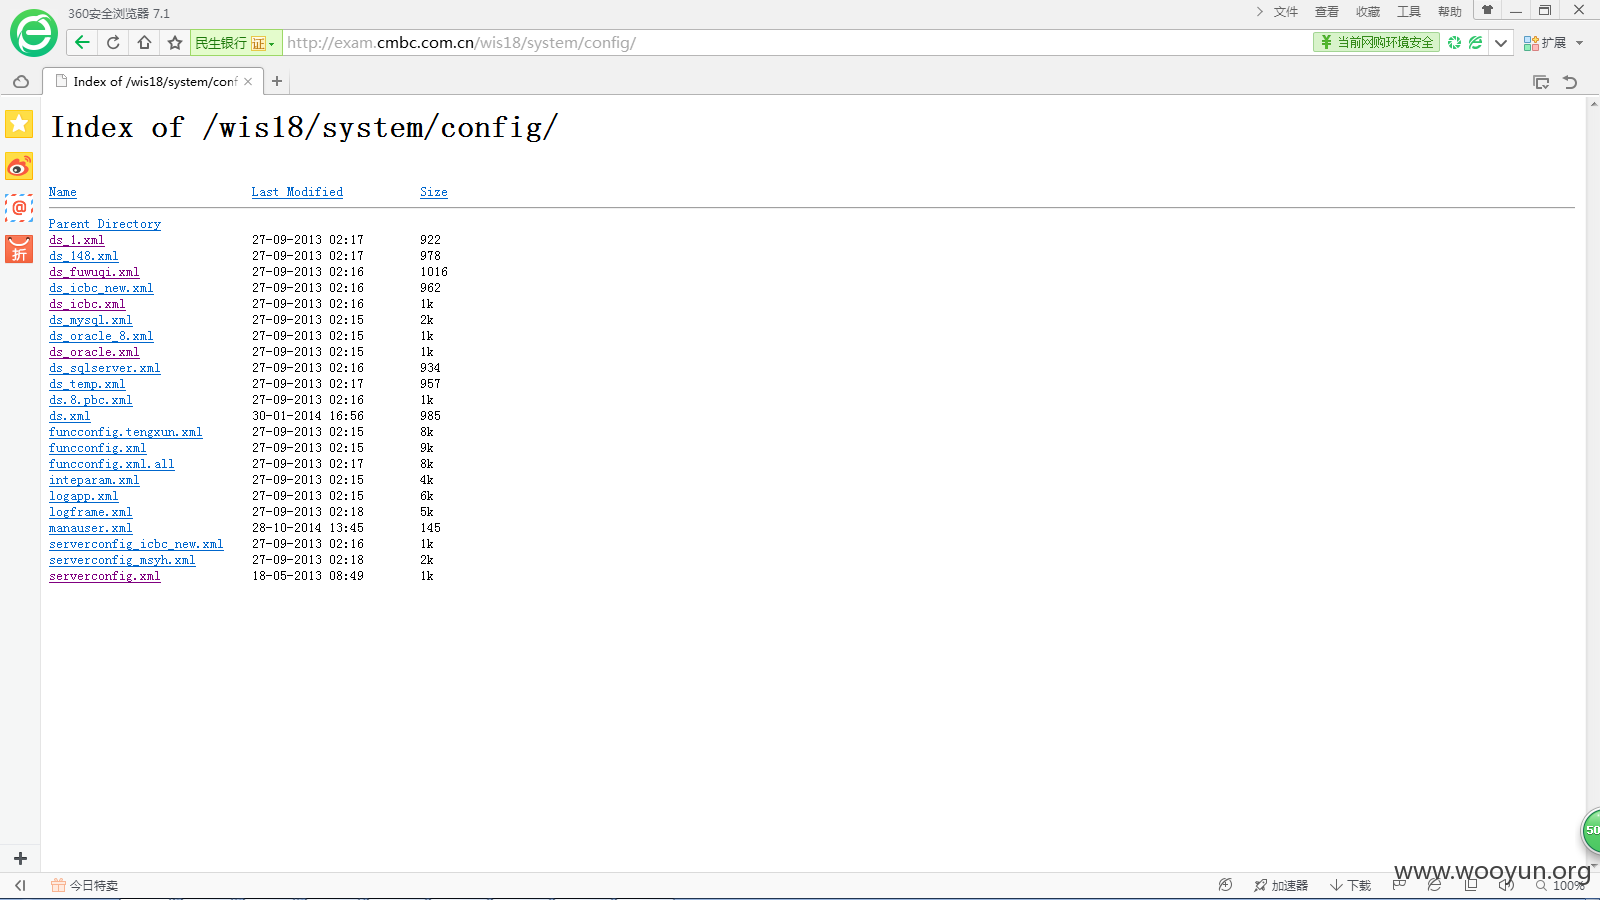 360安全浏览器 7.1
文件 查看 收藏 工具 帮助
民生银行 证 http://exam.cmbc.com.cn/wis18/system/config/ 当前网购环境安全 扩展
Index of /wis18/system/conf
Index of /wis18/system/config/
Name Last Modified Size
Parent Directory
ds_1.xml 27-09-2013 02:17 922
ds_148.xml 27-09-2013 02:17 978
ds_fuwuqi.xml 27-09-2013 02:16 1016
ds_icbc_new.xml 27-09-2013 02:16 962
ds_icbc.xml 27-09-2013 02:16 1k
ds_mysql.xml 27-09-2013 02:15 2k
ds_oracle_8.xml 27-09-2013 02:15 1k
ds_oracle.xml 27-09-2013 02:15 1k
ds_sqlserver.xml 27-09-2013 02:16 934
ds_temp.xml 27-09-2013 02:17 957
ds.8.pbc.xml 27-09-2013 02:16 1k
ds.xml 30-01-2014 16:56 985
funcconfig.tengxun.xml 27-09-2013 02:15 8k
funcconfig.xml 27-09-2013 02:15 9k
funcconfig.xml.all 27-09-2013 02:17 8k
inteparam.xml 27-09-2013 02:15 4k
logapp.xml 27-09-2013 02:15 6k
logframe.xml 27-09-2013 02:18 5k
manauser.xml 28-10-2014 13:45 145
serverconfig_icbc_new.xml 27-09-2013 02:16 1k
serverconfig_msyh.xml 27-09-2013 02:18 2k
serverconfig.xml 18-05-2013 08:49 1k
折
50
www.wooyun.org
今日特卖 加速器 下载 100%